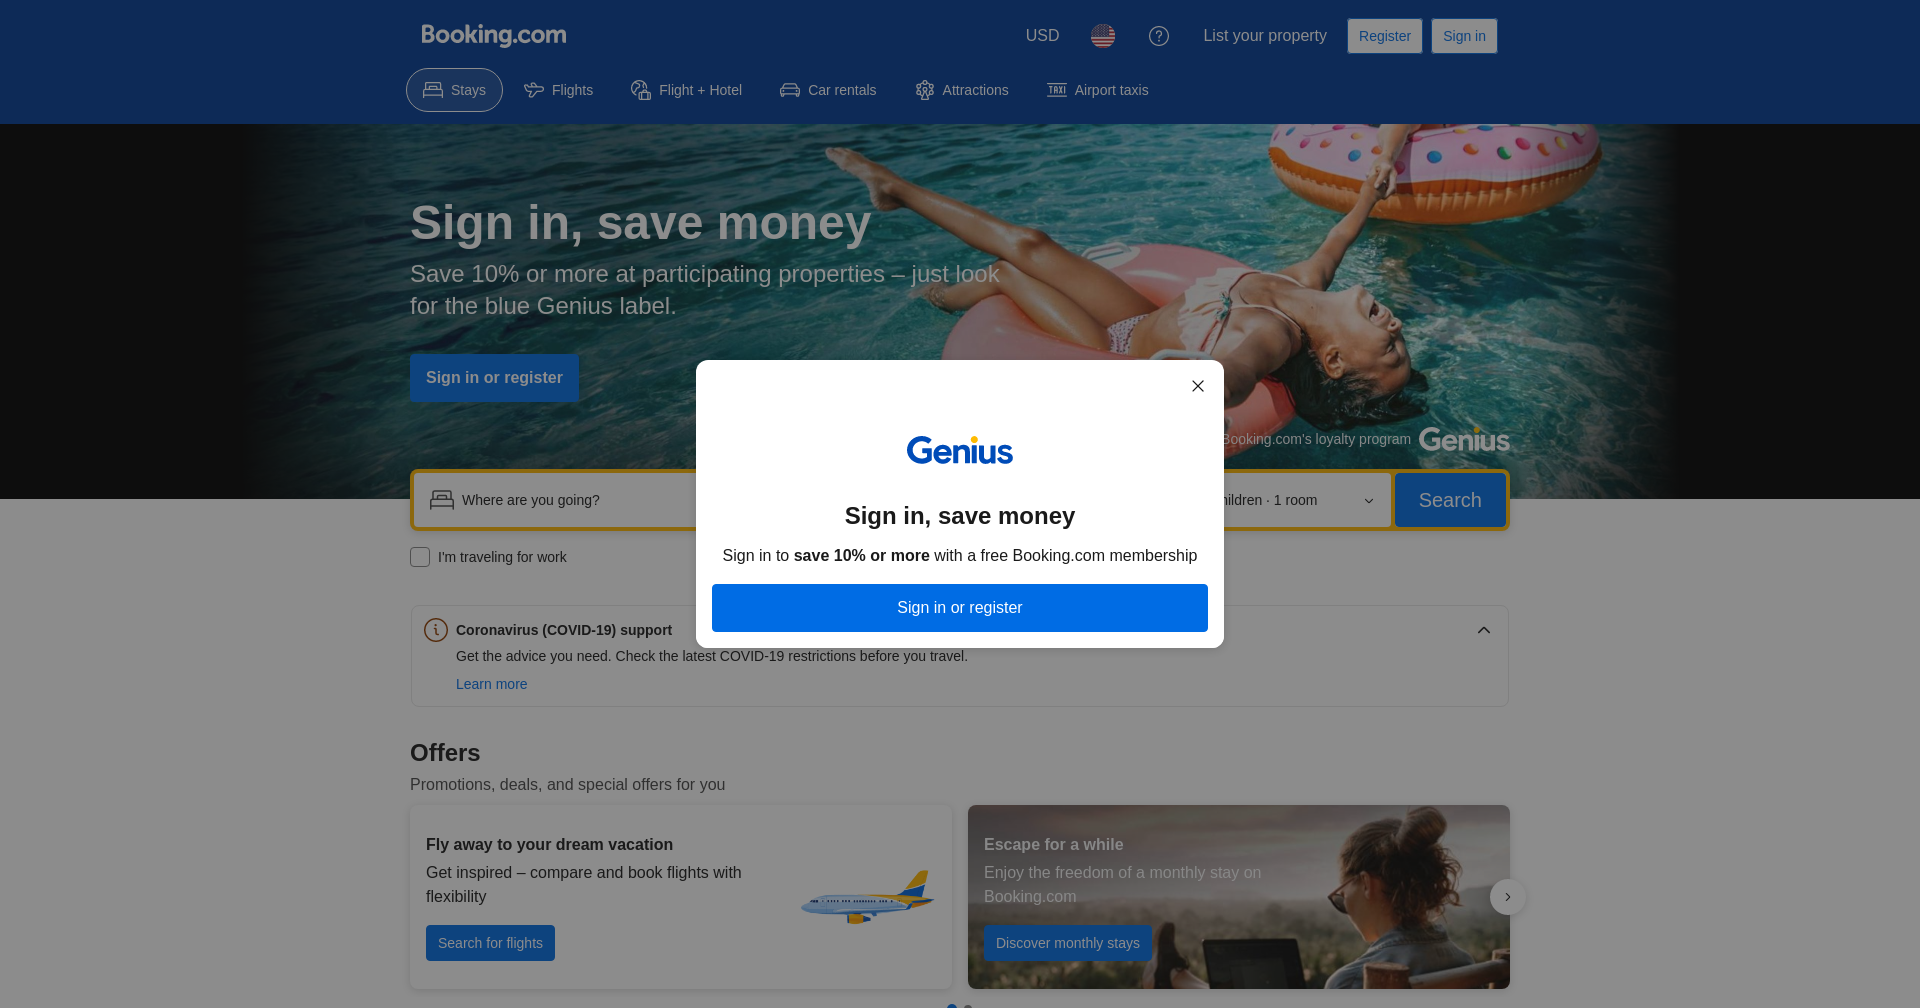 Booking.com
USD
List your property
Register
Sign in
Stays
Flights
Flight + Hotel
Car rentals
Attractions
TAXI
Airport taxis
Sign in, save money
Save 10% or more at participating properties – just look
for the blue Genius label.
Sign in or register
Booking.com's loyalty program
Genius
Where are you going?
ildren · 1 room
Search
I'm traveling for work
Genius
Sign in, save money
Sign in to save 10% or more with a free Booking.com membership
Sign in or register
Coronavirus (COVID-19) support
Get the advice you need. Check the latest COVID-19 restrictions before you travel.
Learn more
Offers
Promotions, deals, and special offers for you
Fly away to your dream vacation
Get inspired – compare and book flights with
flexibility
Search for flights
Escape for a while
Enjoy the freedom of a monthly stay on
Booking.com
Discover monthly stays